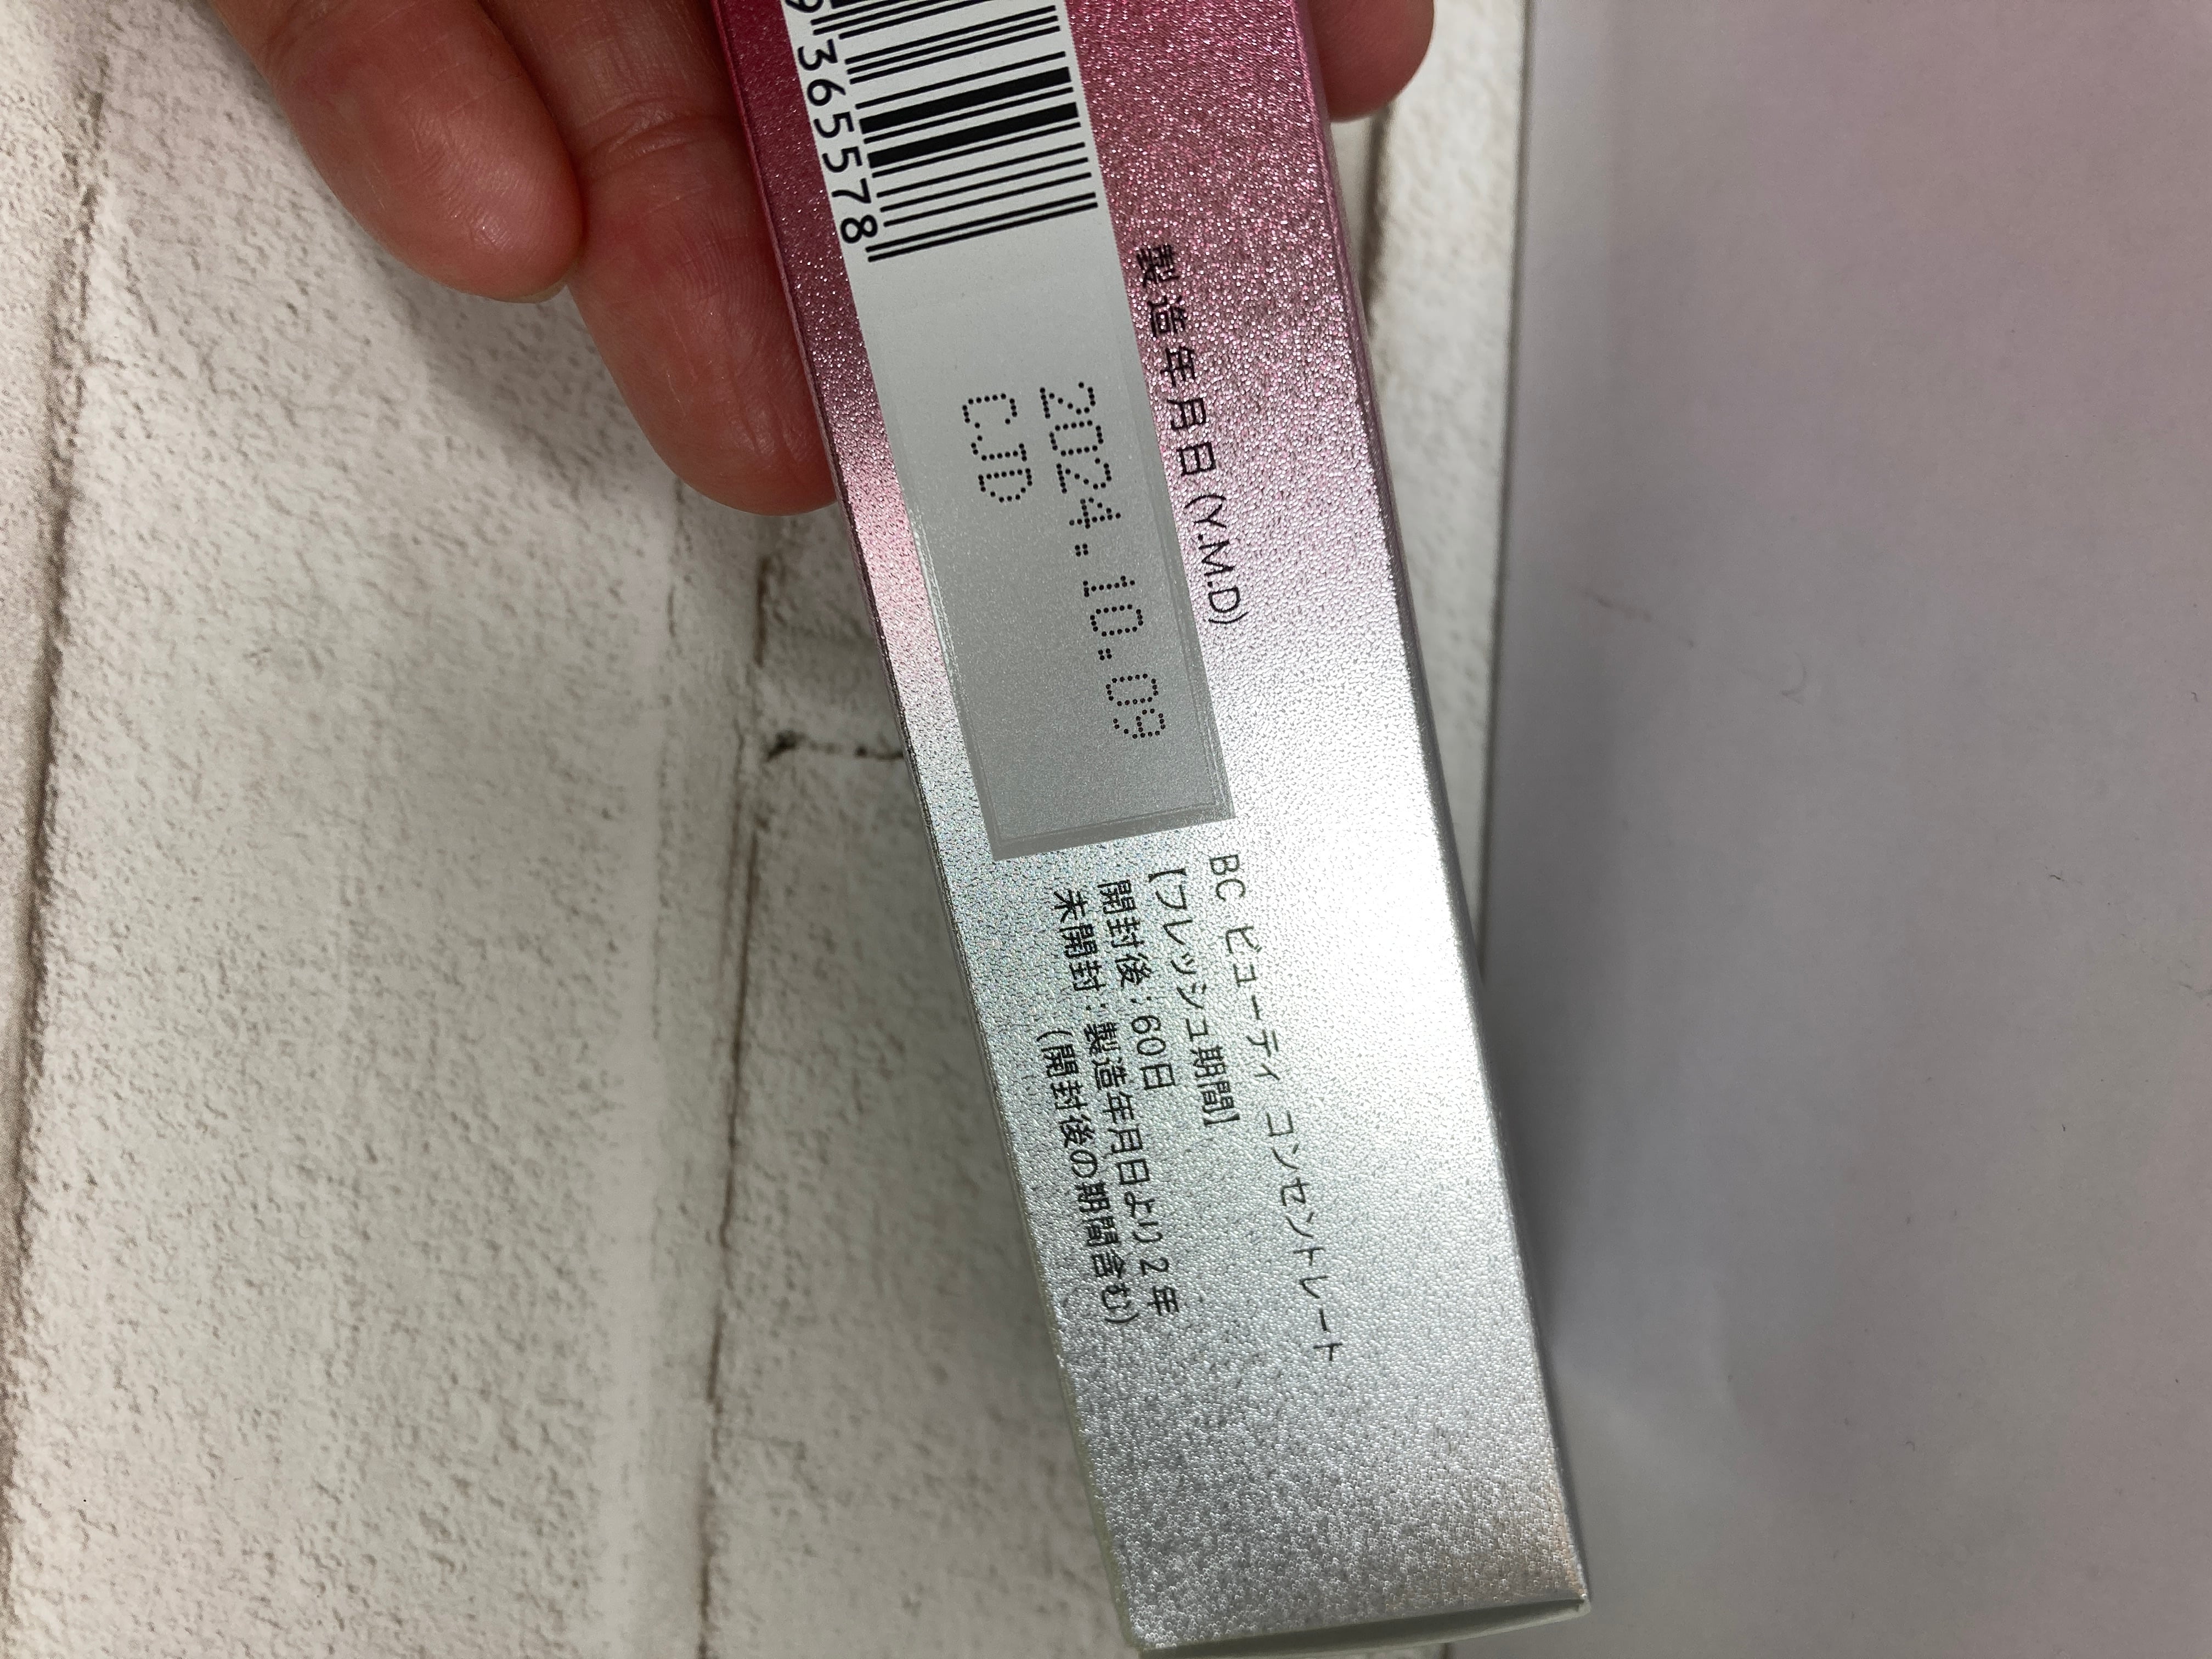 9365578
製造年月日(Y.M.D)
2024.10.09
CJD
BC ビューティ コンセントレート
【フレッシュ期間】
開封後:60日
未開封:製造年月日より2年
(開封後の期間含む)